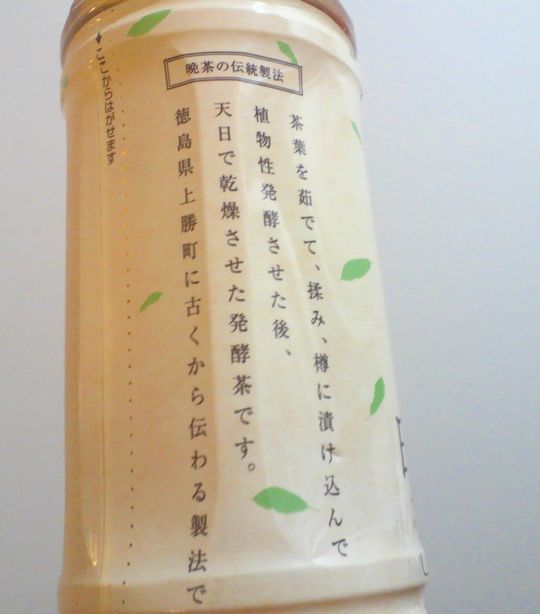 晩茶の伝統製法
茶葉を茹でて、揉み、樽に漬け込んで
植物性発酵させた後、
天日で乾燥させた発酵茶です。
徳島県上勝町に古くから伝わる製法で
ここからはがせます